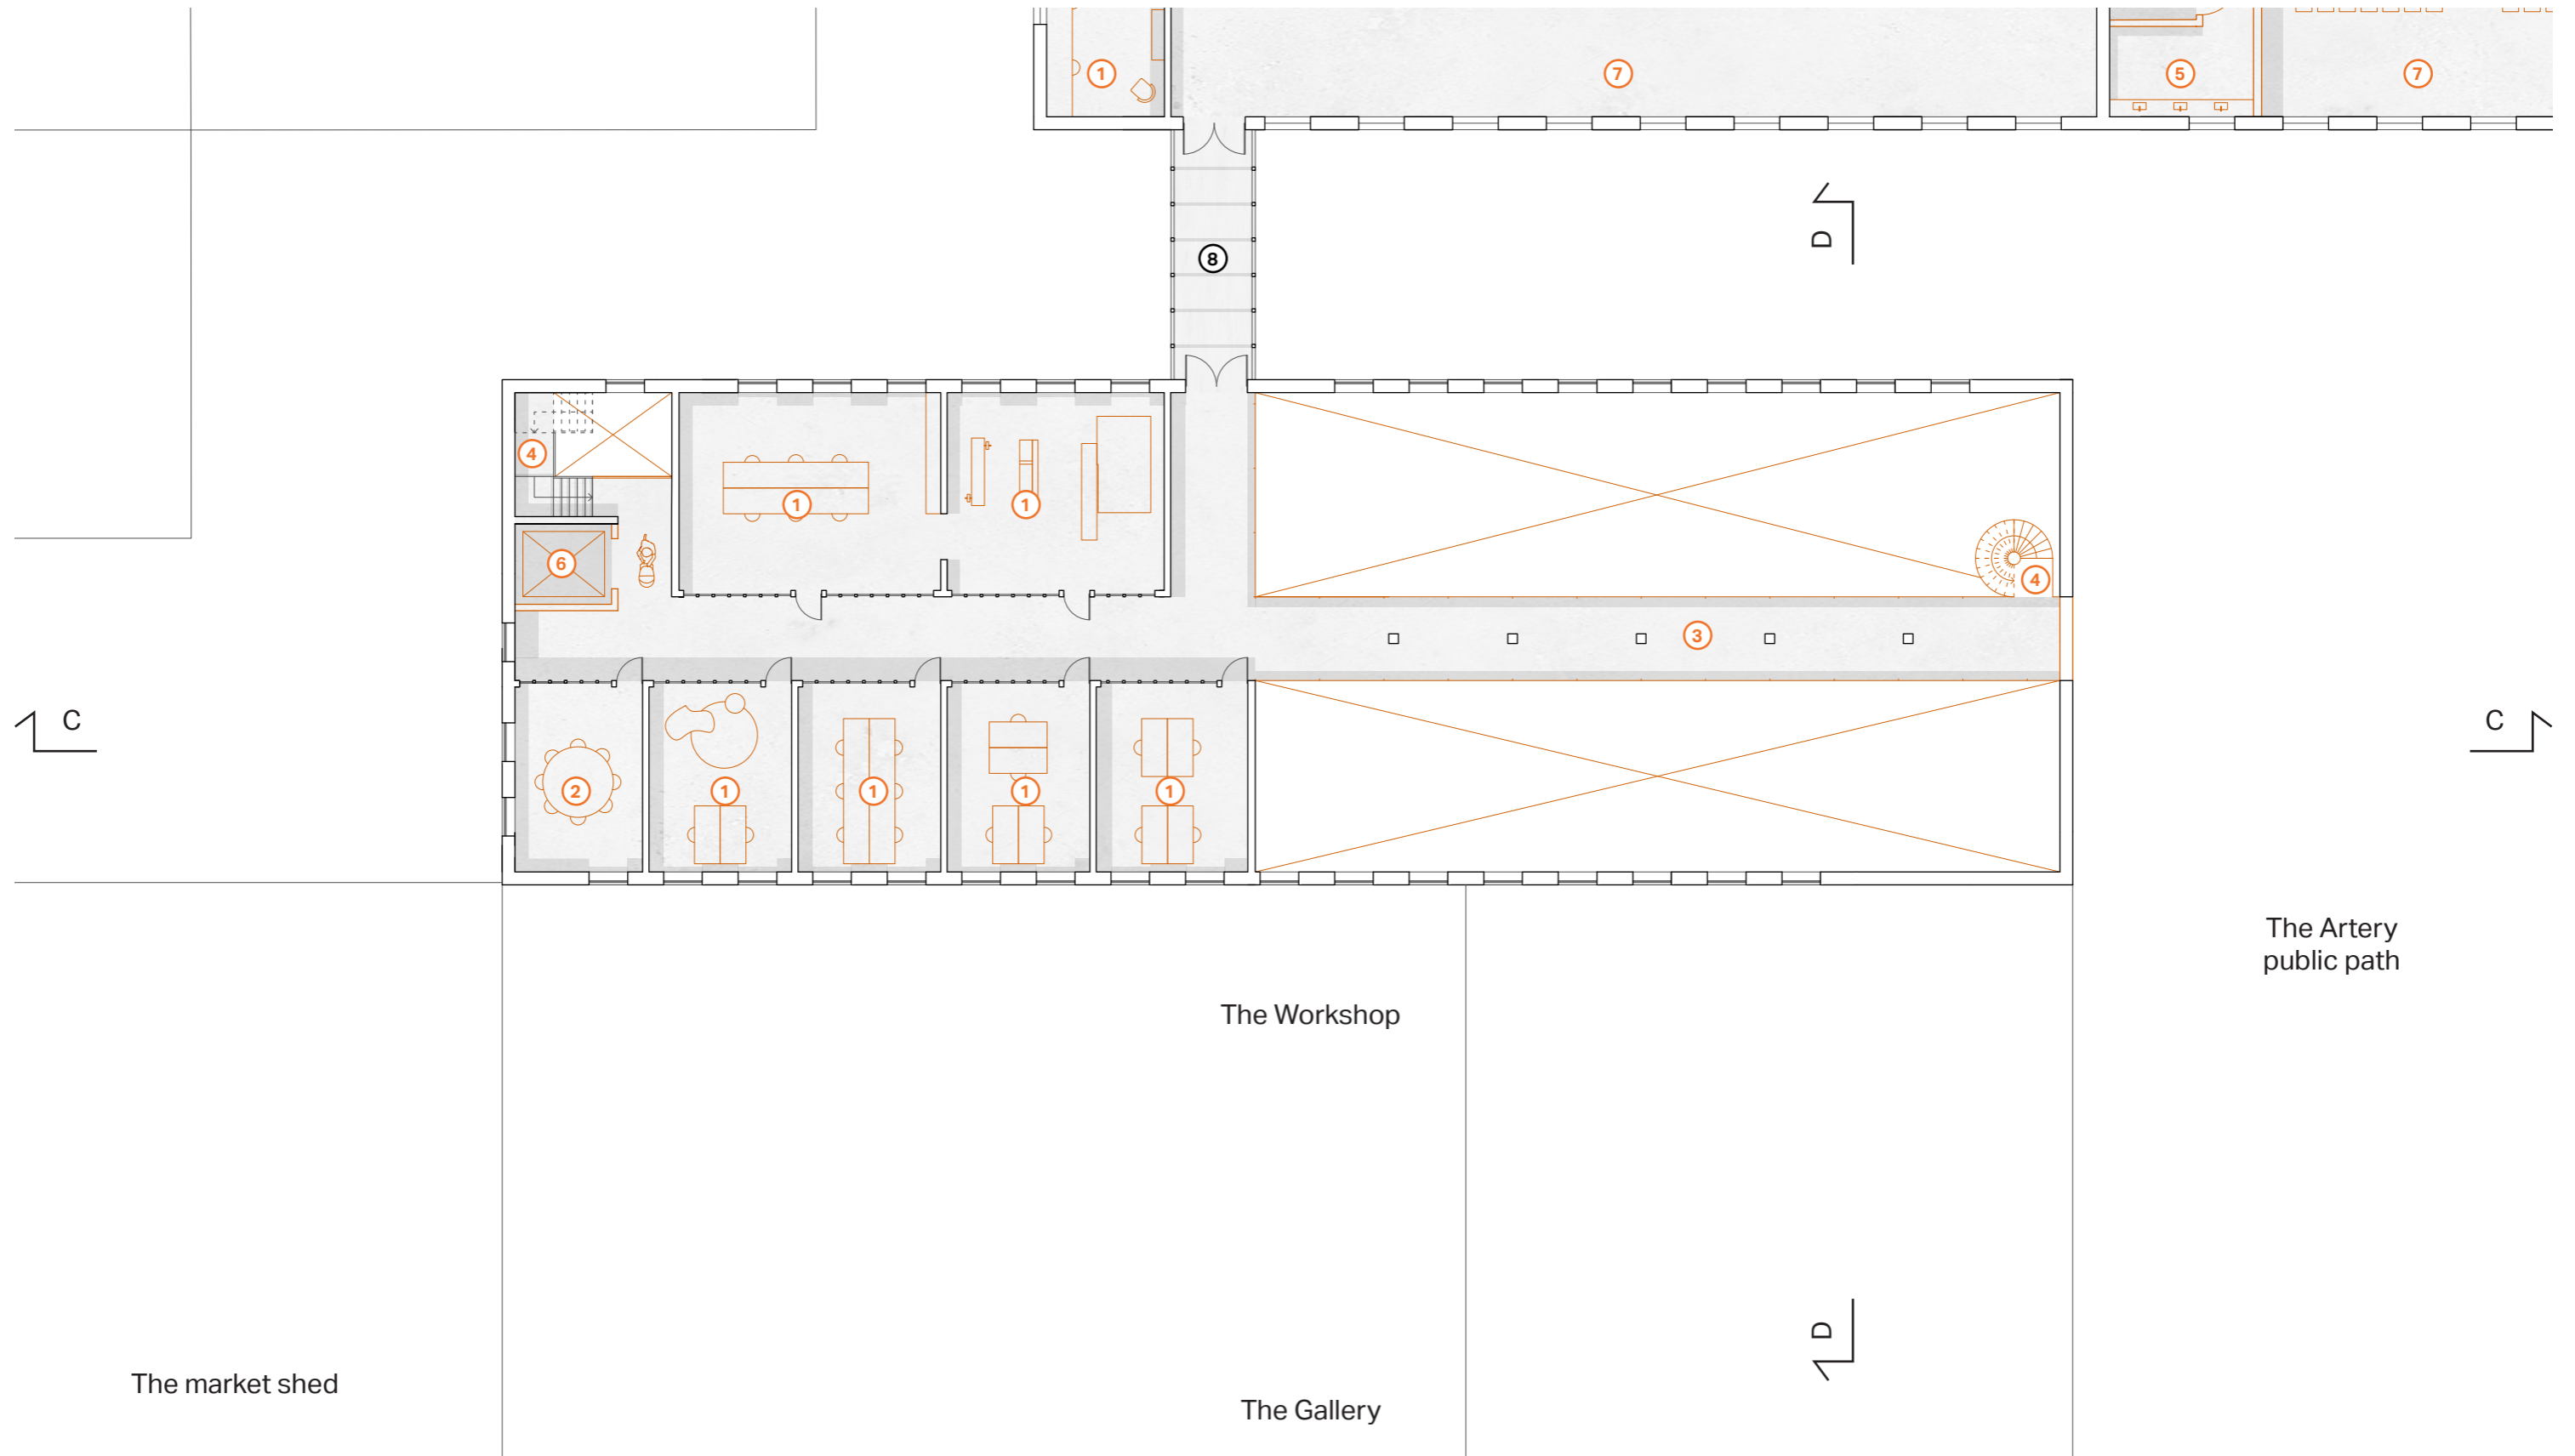 1
7
5
7
D
8
4
1
1
6
4
3
C
C
2
1
1
1
1
The Artery
public path
The Workshop
D
The market shed
The Gallery